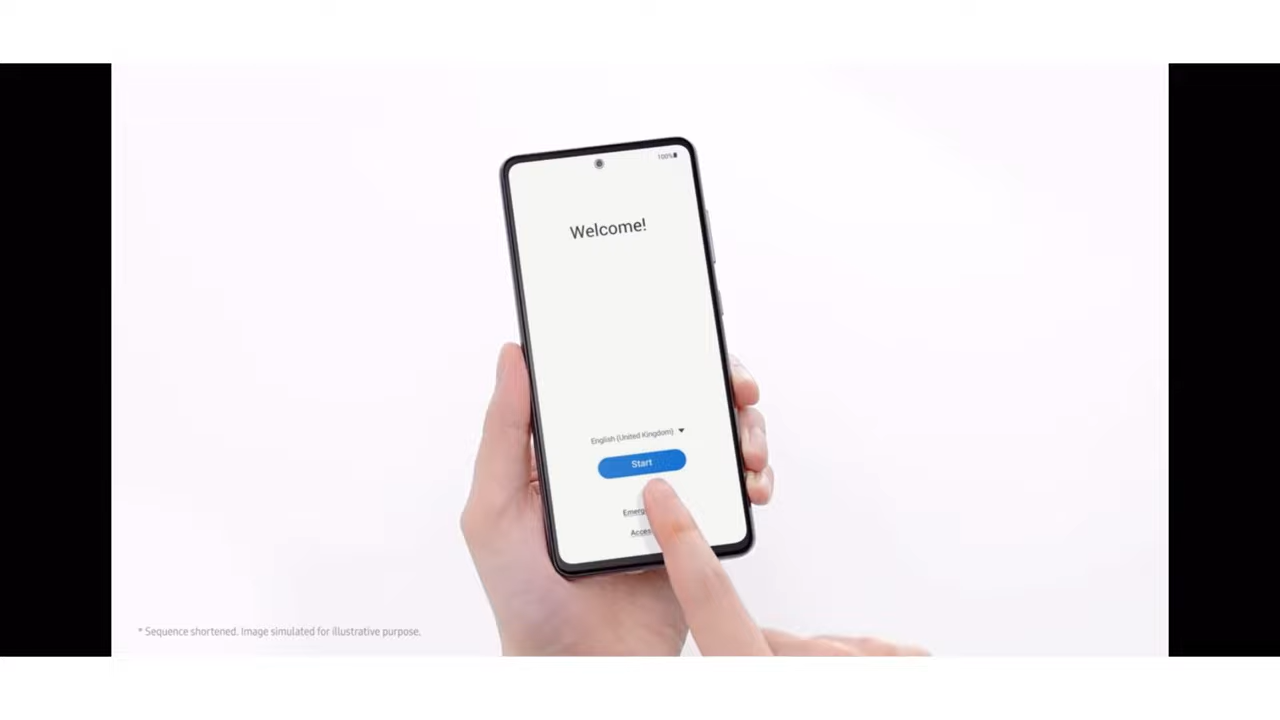 100%
Welcome!
English (United Kingdom)
Start
* Sequence shortened. Image simulated for illustrative purpose.